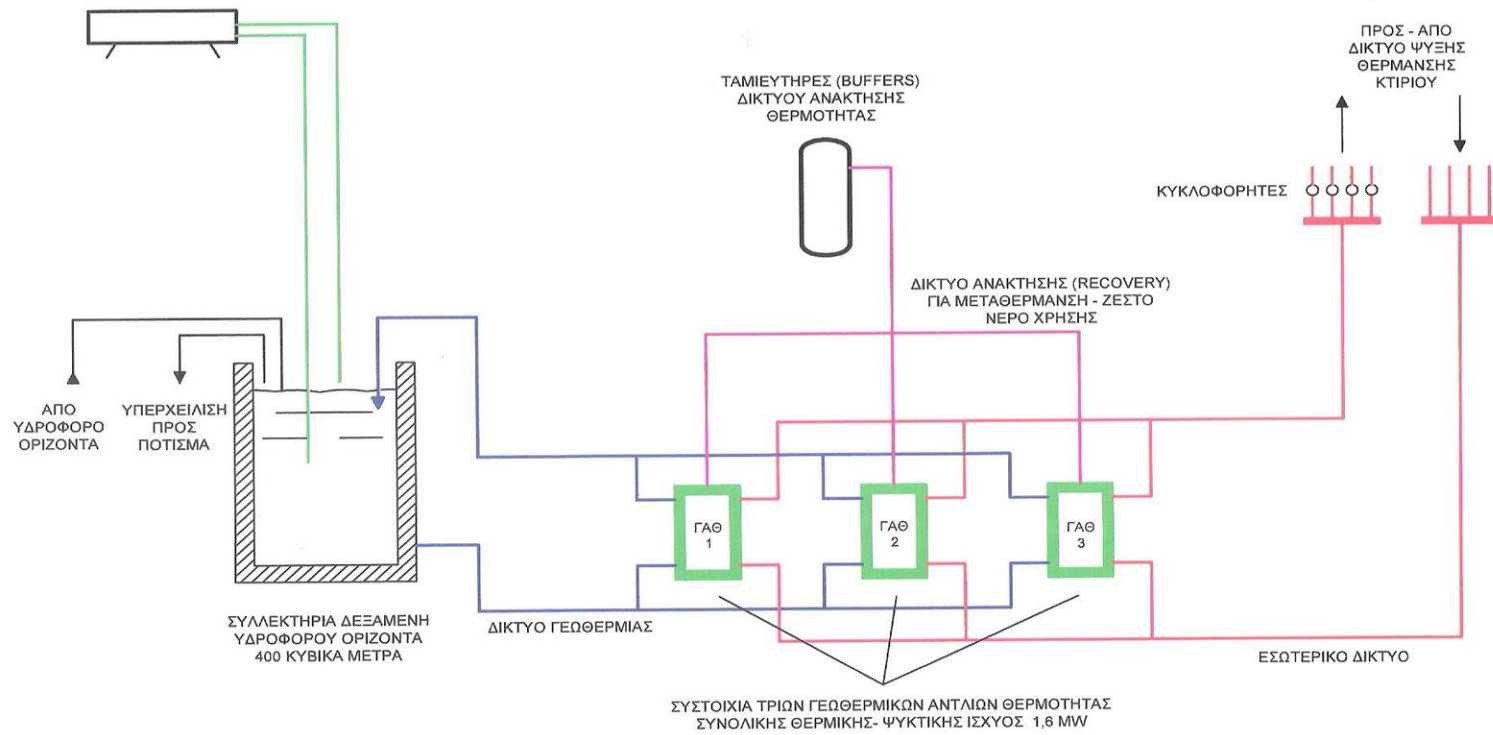 ΠΡΟΣ - ΑΠΟ
ΔΙΚΤΥΟ ΨΥΞΗΣ
ΘΕΡΜΑΝΣΗΣ
ΚΤΙΡΙΟΥ
ΤΑΜΙΕΥΤΗΡΕΣ (BUFFERS)
ΔΙΚΤΥΟΥ ΑΝΑΚΤΗΣΗΣ
ΘΕΡΜΟΤΗΤΑΣ
ΚΥΚΛΟΦΟΡΗΤΕΣ
ΔΙΚΤΥΟ ΑΝΑΚΤΗΣΗΣ (RECOVERY)
ΓΙΑ ΜΕΤΑΘΕΡΜΑΝΣΗ - ΖΕΣΤΟ
ΝΕΡΟ ΧΡΗΣΗΣ
ΑΠΟ
ΥΔΡΟΦΟΡΟ
ΟΡΙΖΟΝΤΑ
ΥΠΕΡΧΕΙΛΙΣΗ
ΠΡΟΣ
ΠΟΤΙΣΜΑ
ΓΑΘ
1
ΓΑΘ
2
ΓΑΘ
3
ΣΥΛΛΕΚΤΗΡΙΑ ΔΕΞΑΜΕΝΗ
ΥΔΡΟΦΟΡΟΥ ΟΡΙΖΟΝΤΑ
400 ΚΥΒΙΚΑ ΜΕΤΡΑ
ΔΙΚΤΥΟ ΓΕΩΘΕΡΜΙΑΣ
ΕΣΩΤΕΡΙΚΟ ΔΙΚΤΥΟ
ΣΥΣΤΟΙΧΙΑ ΤΡΙΩΝ ΓΕΩΘΕΡΜΙΚΩΝ ΑΝΤΛΙΩΝ ΘΕΡΜΟΤΗΤΑΣ
ΣΥΝΟΛΙΚΗΣ ΘΕΡΜΙΚΗΣ- ΨΥΚΤΙΚΗΣ ΙΣΧΥΟΣ 1,6 MW